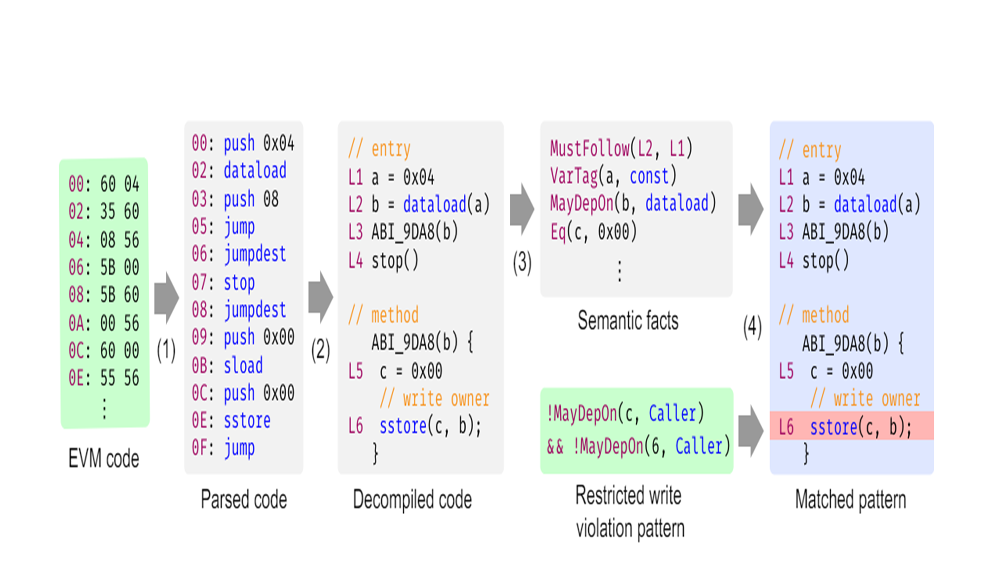 00: 60 04
02: 35 60
04: 08 56
06: 5B 00
08: 5B 60
0A: 00 56
0C: 60 00
0E: 55 56
⋮
EVM code
(1)
00: push 0x04
02: dataload
03: push 08
05: jump
06: jumpdest
07: stop
08: jumpdest
09: push 0x00
0B: sload
0C: push 0x00
0E: sstore
0F: jump
Parsed code
(2)
// entry
L1 a = 0x04
L2 b = dataload(a)
L3 ABI_9DA8(b)
L4 stop()
// method
ABI_9DA8(b) {
L5 c = 0x00
// write owner
L6 sstore(c, b);
}
Decompiled code
(3)
MustFollow(L2, L1)
VarTag(a, const)
MayDepOn(b, dataload)
Eq(c, 0x00)
⋮
Semantic facts
!MayDepOn(c, Caller)
&& !MayDepOn(6, Caller)
Restricted write
violation pattern
(4)
// entry
L1 a = 0x04
L2 b = dataload(a)
L3 ABI_9DA8(b)
L4 stop()
// method
ABI_9DA8(b) {
L5 c = 0x00
// write owner
L6 sstore(c, b);
}
Matched pattern